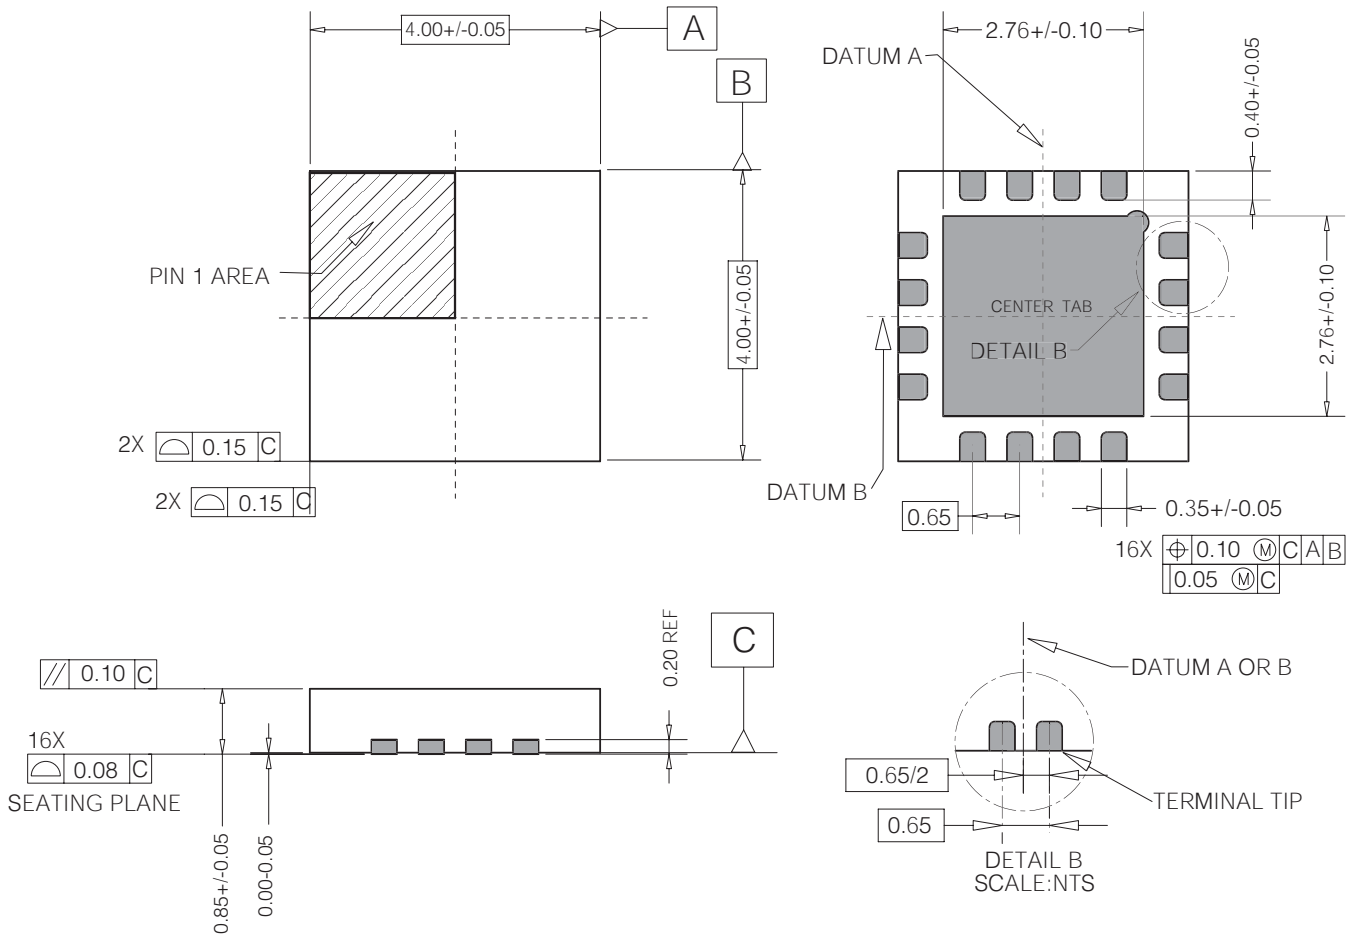 4.00+/-0.05
A
B
4.00+/-0.05
PIN 1 AREA
2X ⌓ 0.15 C
2X ⌓ 0.15 C
DATUM A
2.76+/-0.10
0.40+/-0.05
CENTER TAB
DETAIL B
2.76+/-0.10
DATUM B
0.65
0.35+/-0.05
16X ⌖ 0.10 Ⓜ C A B
0.05 Ⓜ C
// 0.10 C
16X
⌓ 0.08 C
SEATING PLANE
0.85+/-0.05
0.00-0.05
0.20 REF
C
DATUM A OR B
0.65/2
0.65
TERMINAL TIP
DETAIL B
SCALE:NTS